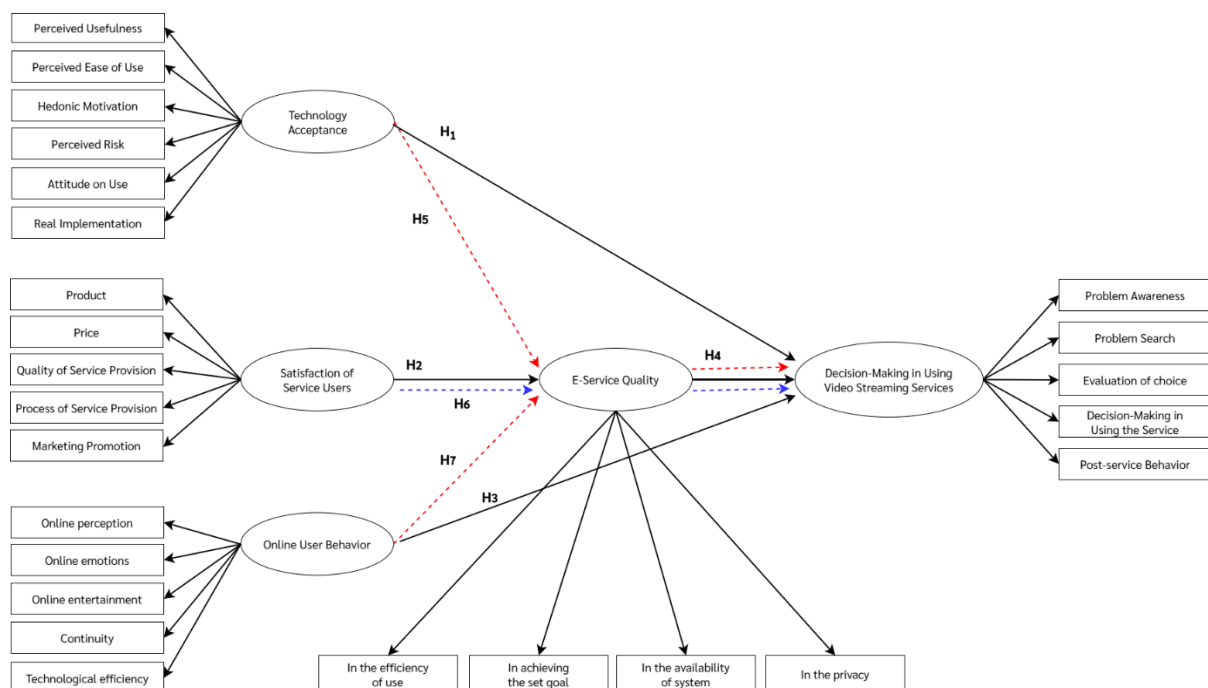 Perceived Usefulness
Perceived Ease of Use
Hedonic Motivation
Perceived Risk
Attitude on Use
Real Implementation
Technology
Acceptance
H1
H5
Product
Price
Quality of Service Provision
Process of Service Provision
Marketing Promotion
Satisfaction of
Service Users
H2
H6
H7
H3
E-Service Quality
H4
Decision-Making in Using
Video Streaming Services
Problem Awareness
Problem Search
Evaluation of choice
Decision-Making in
Using the Service
Post-service Behavior
Online perception
Online emotions
Online entertainment
Continuity
Technological efficiency
Online User Behavior
In the efficiency
of use
In achieving
the set goal
In the availability
of system
In the privacy